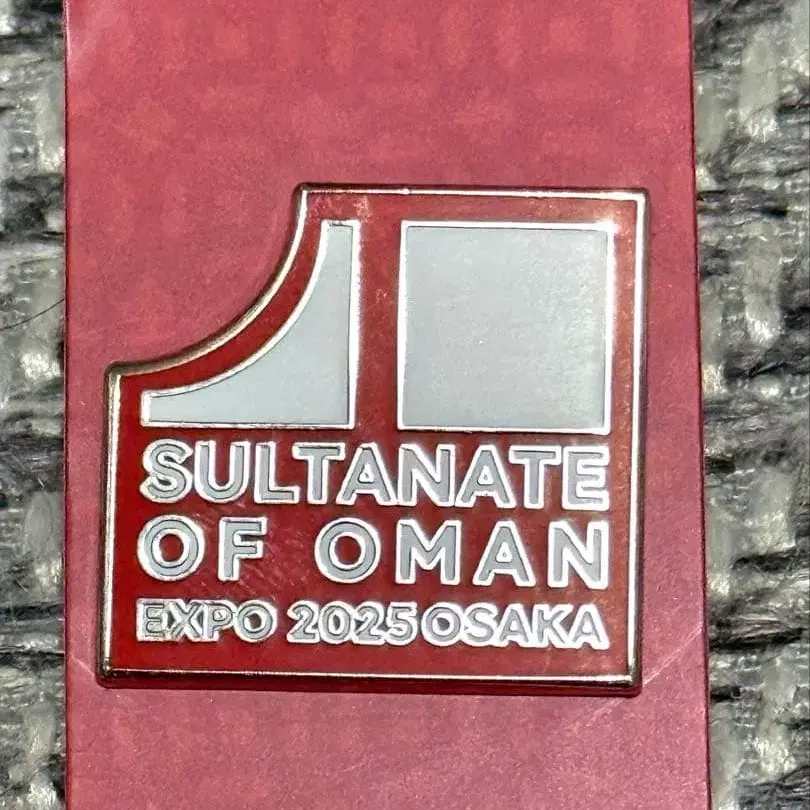 SULTANATE
OF OMAN
EXPO 2025 OSAKA